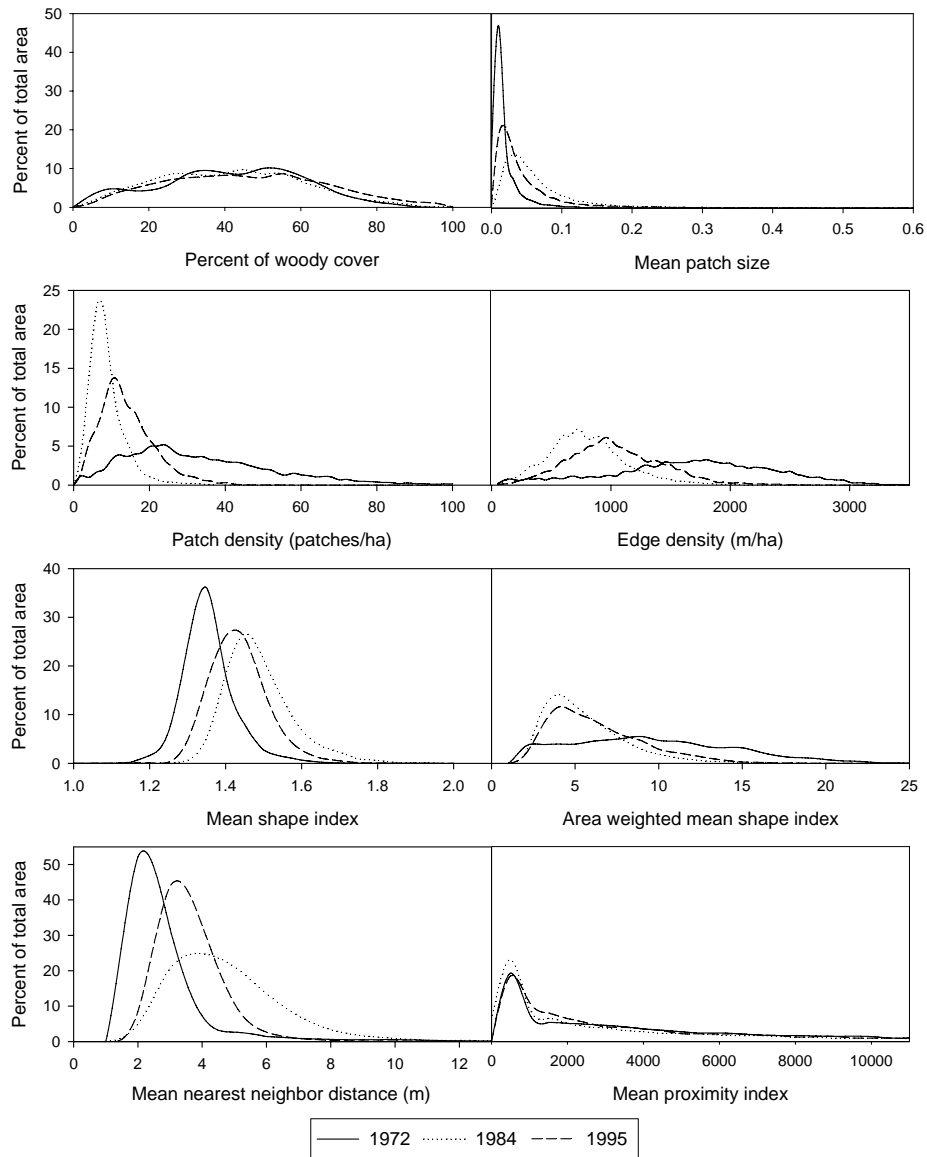 50
40
30
20
10
0
Percent of total area
0 20 40 60 80 100
Percent of woody cover
0.0 0.1 0.2 0.3 0.4 0.5 0.6
Mean patch size
25
20
15
10
5
0
Percent of total area
0 20 40 60 80 100
Patch density (patches/ha)
0 1000 2000 3000
Edge density (m/ha)
40
30
20
10
0
Percent of total area
1.0 1.2 1.4 1.6 1.8 2.0
Mean shape index
0 5 10 15 20 25
Area weighted mean shape index
50
40
30
20
10
0
Percent of total area
0 2 4 6 8 10 12
Mean nearest neighbor distance (m)
0 2000 4000 6000 8000 10000
Mean proximity index
1972 1984 1995